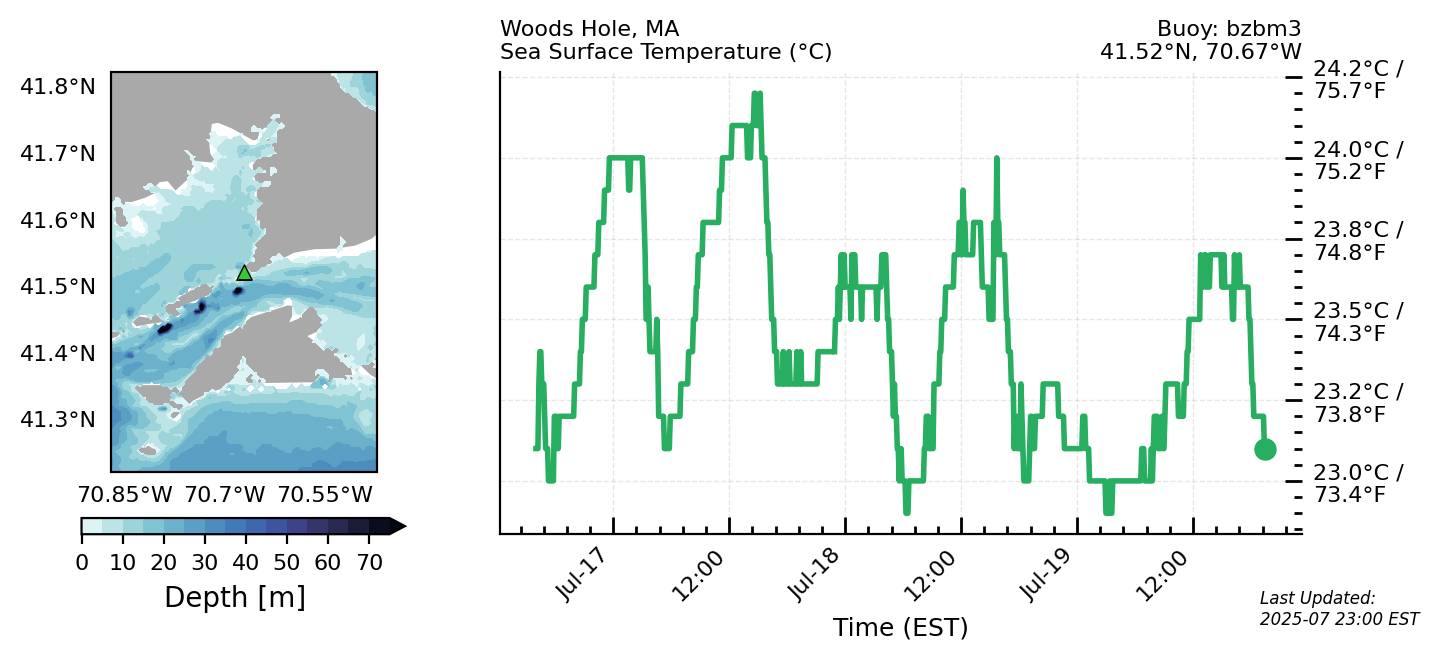 Woods Hole, MA
Sea Surface Temperature (°C)
Buoy: bzbm3
41.52°N, 70.67°W
41.8°N
41.7°N
41.6°N
41.5°N
41.4°N
41.3°N
70.85°W 70.7°W 70.55°W
0 10 20 30 40 50 60 70
Depth [m]
24.2°C /
75.7°F
24.0°C /
75.2°F
23.8°C /
74.8°F
23.5°C /
74.3°F
23.2°C /
73.8°F
23.0°C /
73.4°F
Jul-17
12:00
Jul-18
12:00
Jul-19
12:00
Time (EST)
Last Updated:
2025-07 23:00 EST